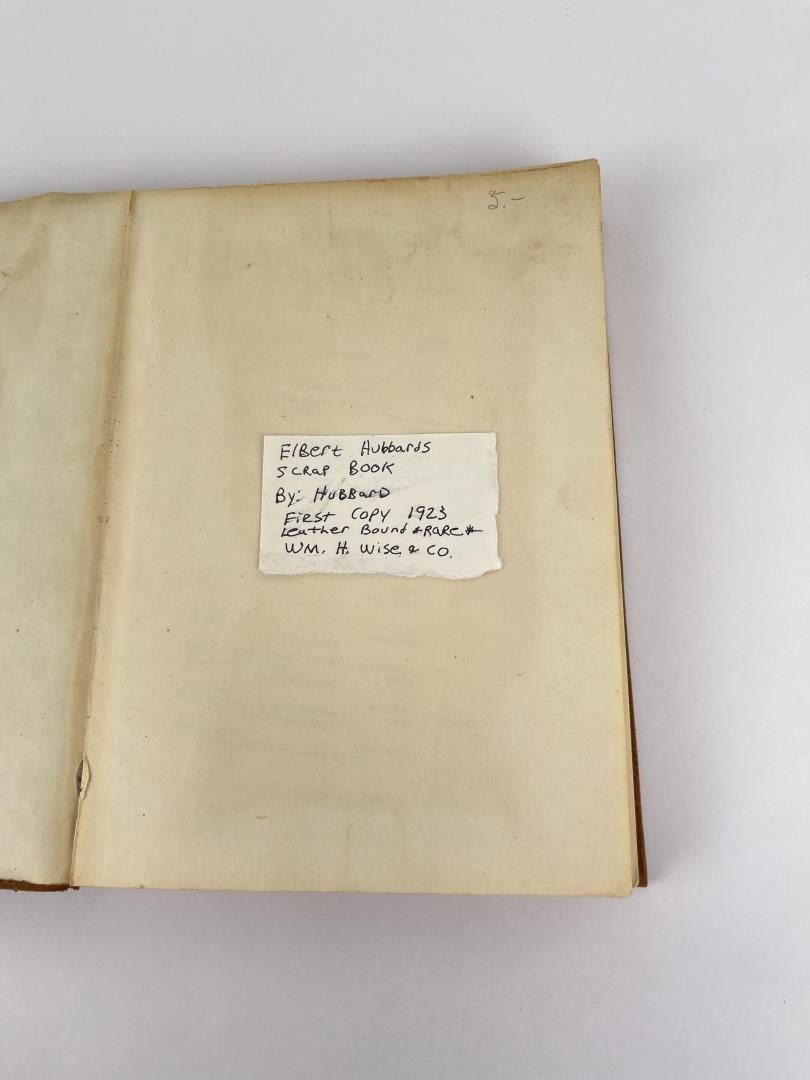 5.-
ElBert Hubbards
SCRaP BOOK
By: HUBBarD
FIRST COPY 1923
Leather Bound *RaRe*
WM. H. Wise & CO.